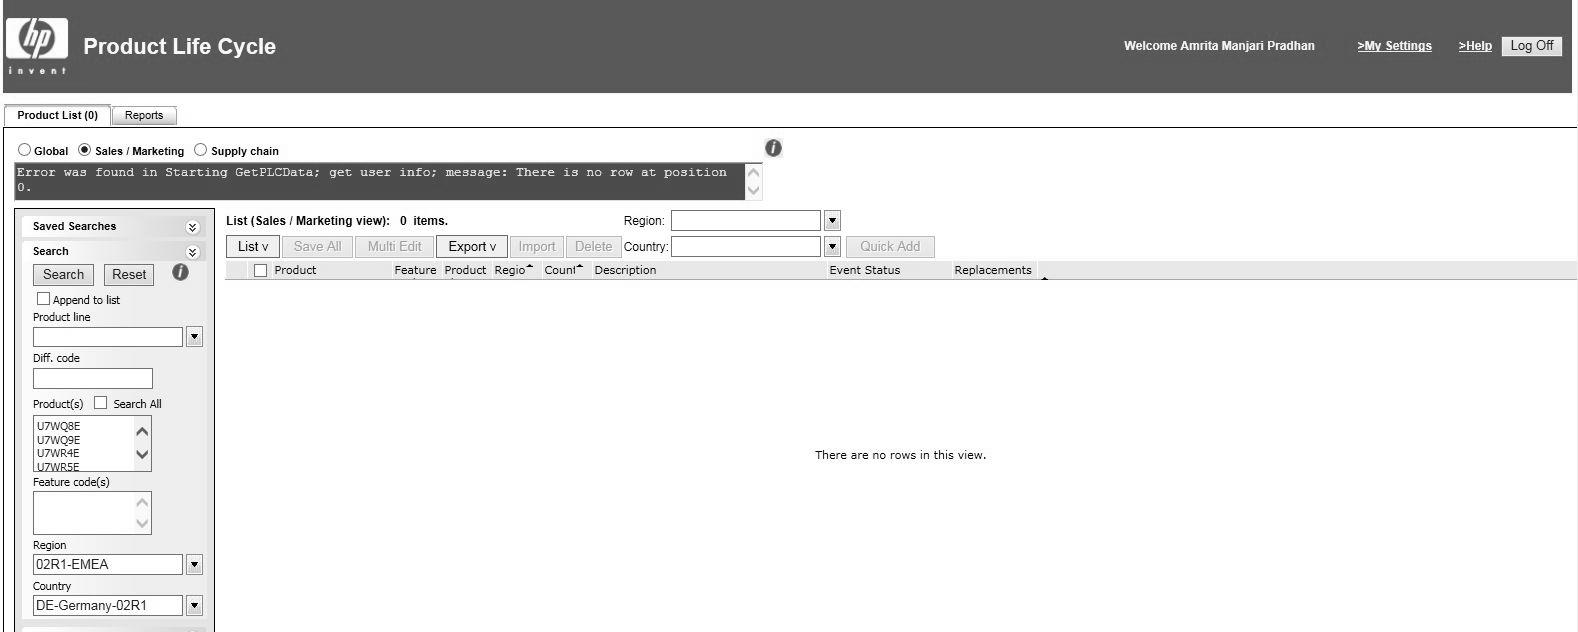 hp
invent
Product Life Cycle
Welcome Amrita Manjari Pradhan
>My Settings
>Help
Log Off
Product List (0)
Reports
Global
Sales / Marketing
Supply chain
i
Error was found in Starting GetPLCData; get user info; message: There is no row at position
0.
Saved Searches
Search
Search
Reset
i
Append to list
Product line
Diff. code
Product(s)
Search All
U7WQ8E
U7WQ9E
U7WR4E
U7WR5E
Feature code(s)
Region
02R1-EMEA
Country
DE-Germany-02R1
List (Sales / Marketing view): 0 items.
Region:
List v
Save All
Multi Edit
Export v
Import
Delete
Country:
Quick Add
Product
Feature
Product
Regio
Count
Description
Event Status
Replacements
There are no rows in this view.